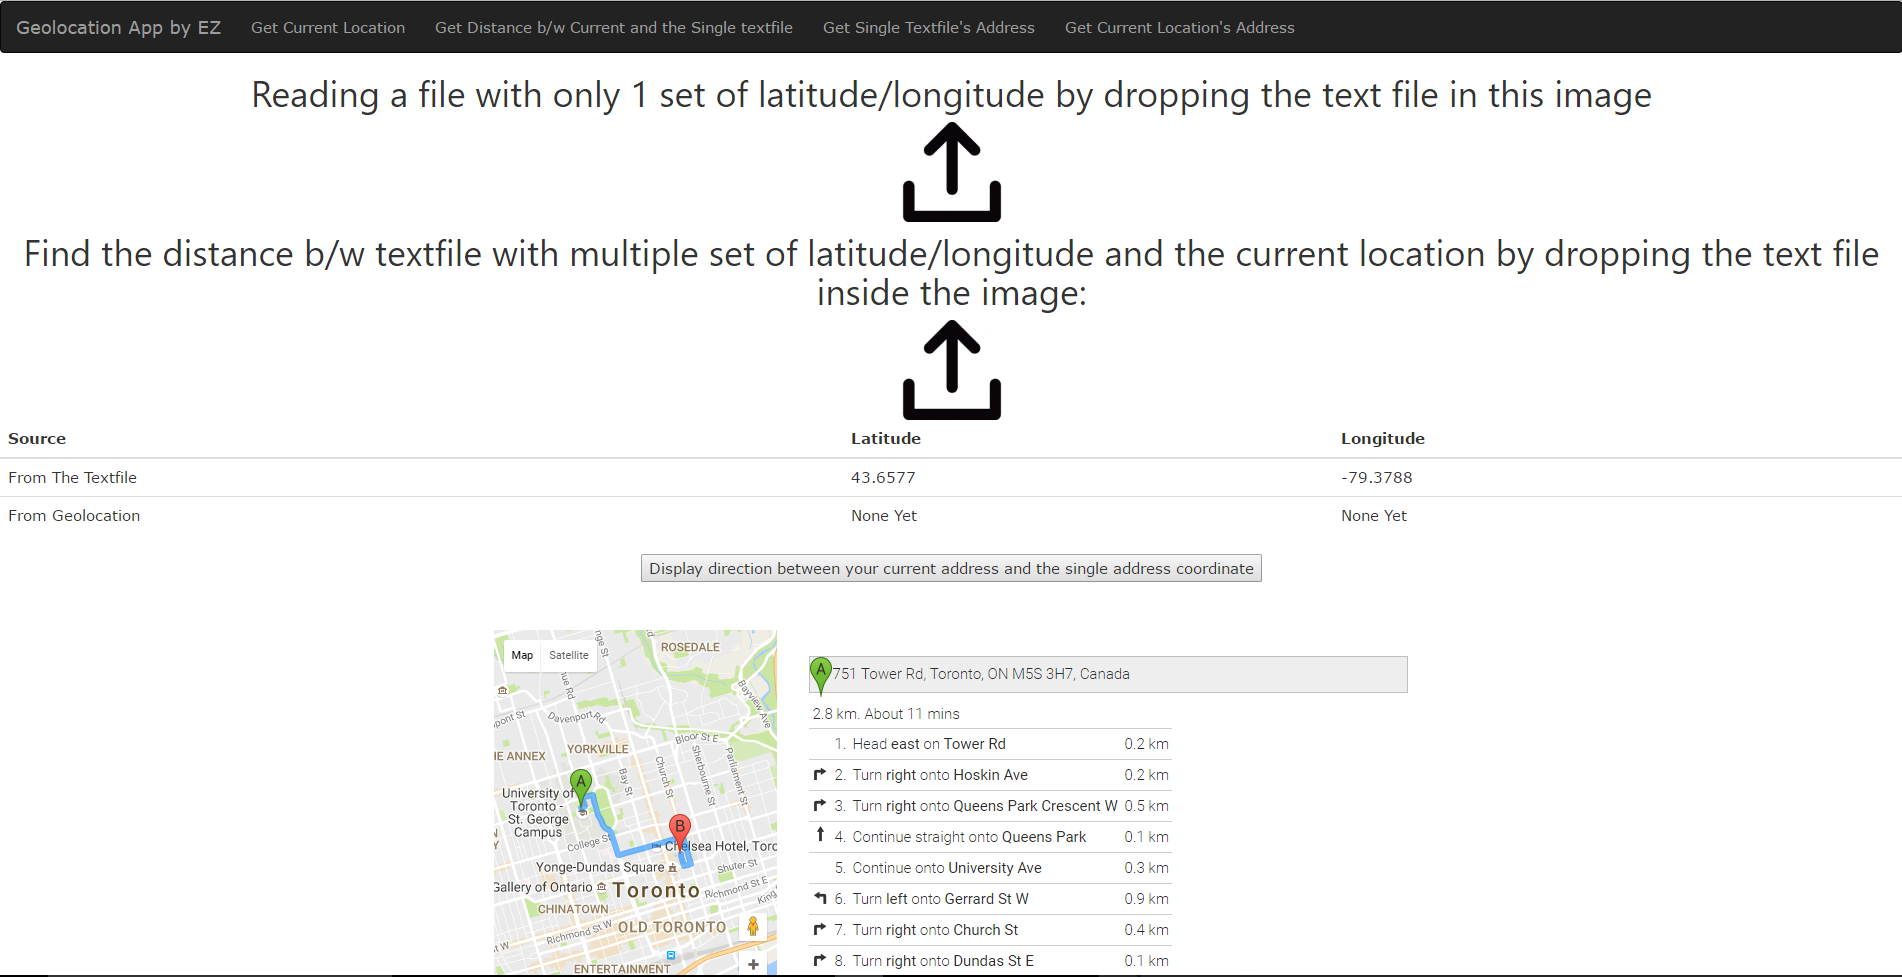 Geolocation App by EZ Get Current Location Get Distance b/w Current and the Single textfile Get Single Textfile's Address Get Current Location's Address
Reading a file with only 1 set of latitude/longitude by dropping the text file in this image
Find the distance b/w textfile with multiple set of latitude/longitude and the current location by dropping the text file
inside the image:
Source Latitude Longitude
From The Textfile 43.6577 -79.3788
From Geolocation None Yet None Yet
Display direction between your current address and the single address coordinate
Map Satellite
ROSEDALE
Bayview Ave
Davenport Rd
Bloor St E
THE ANNEX
YORKVILLE
Bay St
Church St
Sherbourne St
Parliament St
A
University of
Toronto -
St. George
Campus
B
College St
Chelsea Hotel, Toro
Yonge-Dundas Square
Shuter St
Gallery of Ontario
Toronto
Richmond St E
King
CHINATOWN
OLD TORONTO
Richmond St W
ENTERTAINMENT
A
751 Tower Rd, Toronto, ON M5S 3H7, Canada
2.8 km. About 11 mins
1. Head east on Tower Rd 0.2 km
2. Turn right onto Hoskin Ave 0.2 km
3. Turn right onto Queens Park Crescent W 0.5 km
4. Continue straight onto Queens Park 0.1 km
5. Continue onto University Ave 0.3 km
6. Turn left onto Gerrard St W 0.9 km
7. Turn right onto Church St 0.4 km
8. Turn right onto Dundas St E 0.1 km